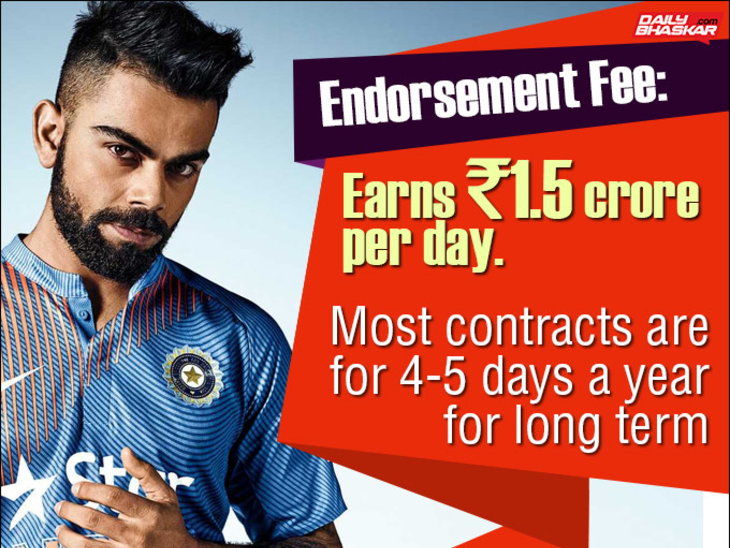 DAILY
BHASKAR.com
Endorsement Fee:
Earns ₹1.5 crore
per day.
Most contracts are
for 4-5 days a year
for long term
Star